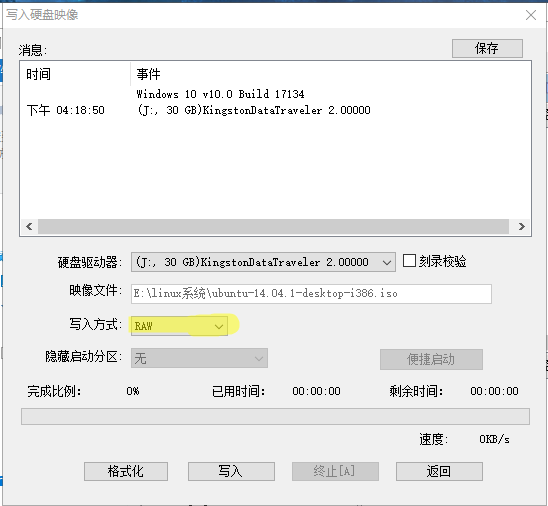 写入硬盘映像
消息:
保存
时间 事件
Windows 10 v10.0 Build 17134
下午 04:18:50 (J:, 30 GB)KingstonDataTraveler 2.00000
硬盘驱动器: (J:, 30 GB)KingstonDataTraveler 2.00000 刻录校验
映像文件: E:\linux系统\ubuntu-14.04.1-desktop-i386.iso
写入方式: RAW
隐藏启动分区: 无 便捷启动
完成比例: 0% 已用时间: 00:00:00 剩余时间: 00:00:00
速度: 0KB/s
格式化 写入 终止[A] 返回